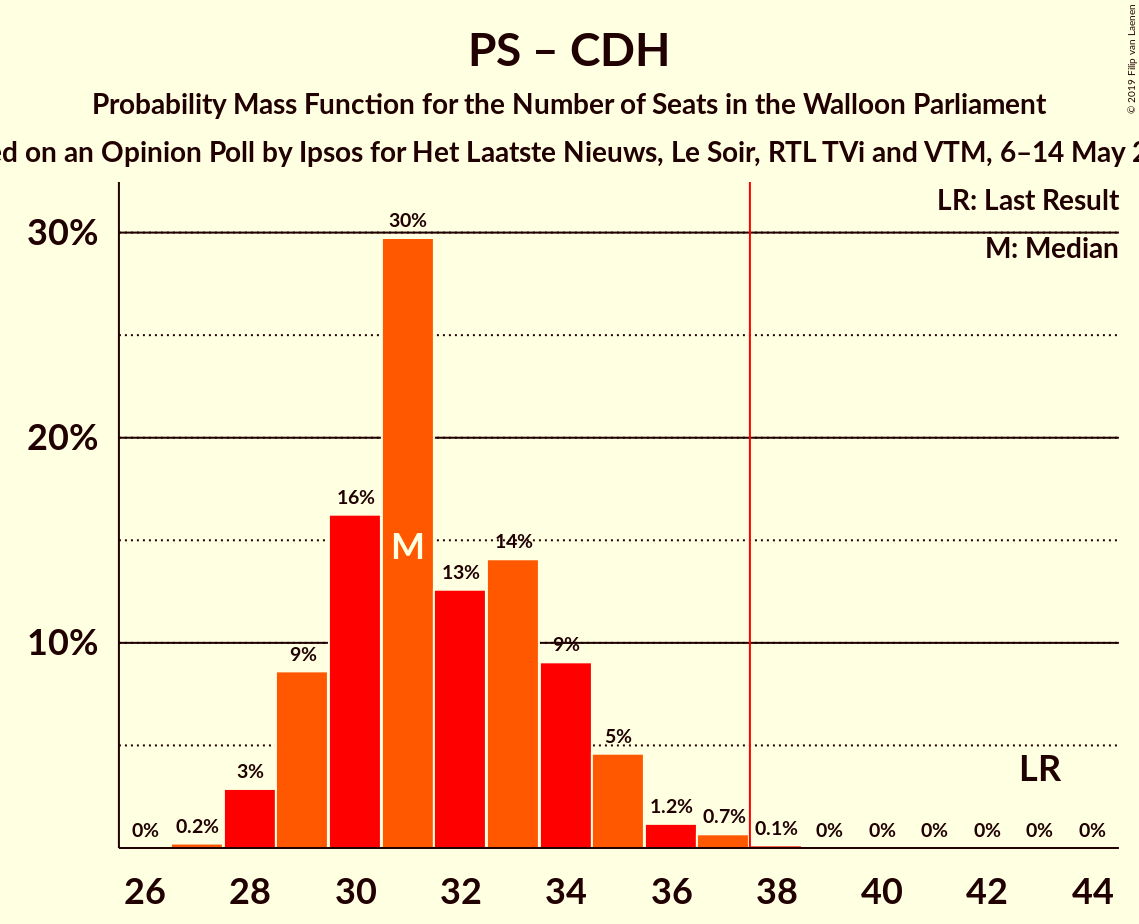 PS – CDH
Probability Mass Function for the Number of Seats in the Walloon Parliament
on an Opinion Poll by Ipsos for Het Laatste Nieuws, Le Soir, RTL TVi and VTM, 6–14 May
© 2019 Filip van Laenen
LR: Last Result
M: Median
30%
20%
10%
0%
0.2%
3%
9%
16%
30%
M
13%
14%
9%
5%
1.2%
0.7%
0.1%
0%
0%
0%
0%
0%
0%
LR
26 28 30 32 34 36 38 40 42 44